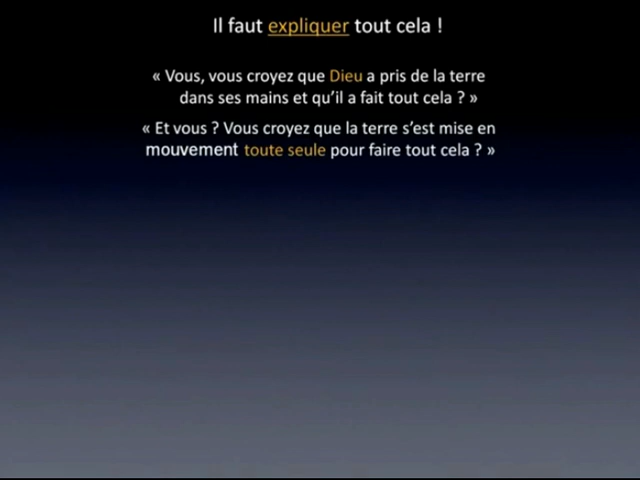 Il faut expliquer tout cela !
« Vous, vous croyez que Dieu a pris de la terre
dans ses mains et qu'il a fait tout cela ? »
« Et vous ? Vous croyez que la terre s'est mise en
mouvement toute seule pour faire tout cela ? »